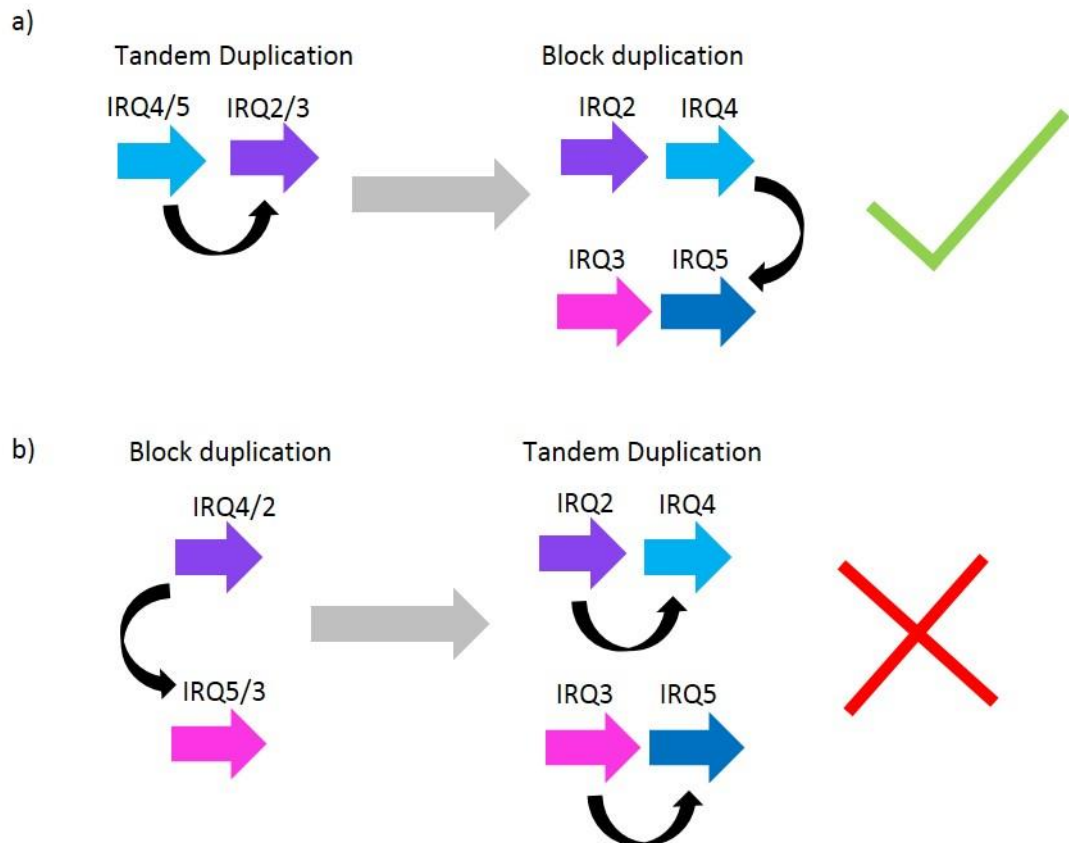 a)
Tandem Duplication
Block duplication
IRQ4/5
IRQ2/3
IRQ2
IRQ4
IRQ3
IRQ5
b)
Block duplication
Tandem Duplication
IRQ4/2
IRQ2
IRQ4
IRQ5/3
IRQ3
IRQ5